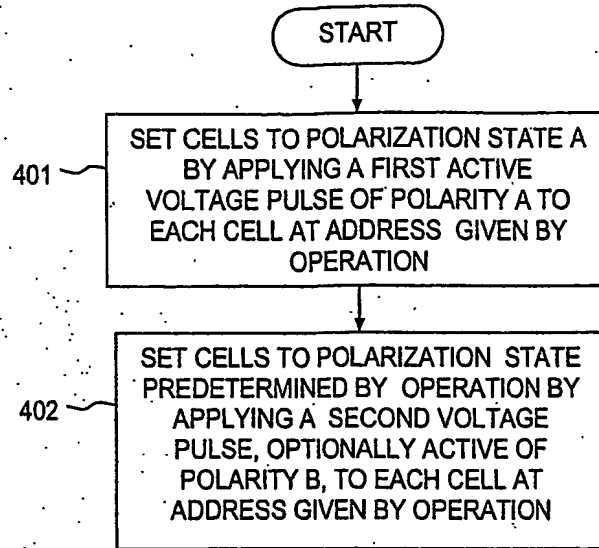 START
401
SET CELLS TO POLARIZATION STATE A
BY APPLYING A FIRST ACTIVE
VOLTAGE PULSE OF POLARITY A TO
EACH CELL AT ADDRESS GIVEN BY
OPERATION
402
SET CELLS TO POLARIZATION STATE
PREDETERMINED BY OPERATION BY
APPLYING A SECOND VOLTAGE
PULSE, OPTIONALLY ACTIVE OF
POLARITY B, TO EACH CELL AT
ADDRESS GIVEN BY OPERATION